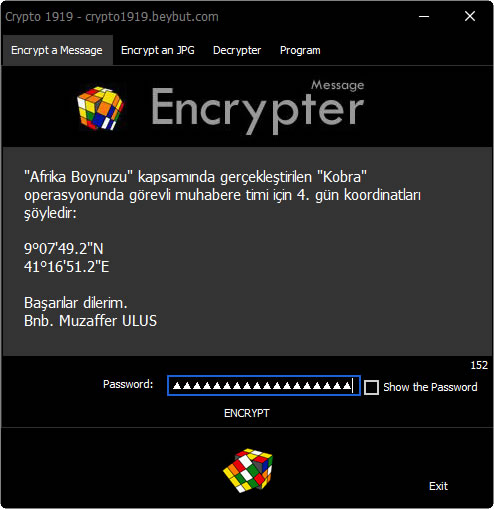 Crypto 1919 - crypto1919.beybut.com
Encrypt a Message Encrypt an JPG Decrypter Program
Message
Encrypter
"Afrika Boynuzu" kapsamında gerçekleştirilen "Kobra"
operasyonunda görevli muhabere timi için 4. gün koordinatları
şöyledir:
9°07'49.2"N
41°16'51.2"E
Başarılar dilerim.
Bnb. Muzaffer ULUS
152
Password: ▲▲▲▲▲▲▲▲▲▲▲▲▲▲▲▲▲▲ Show the Password
ENCRYPT
Exit